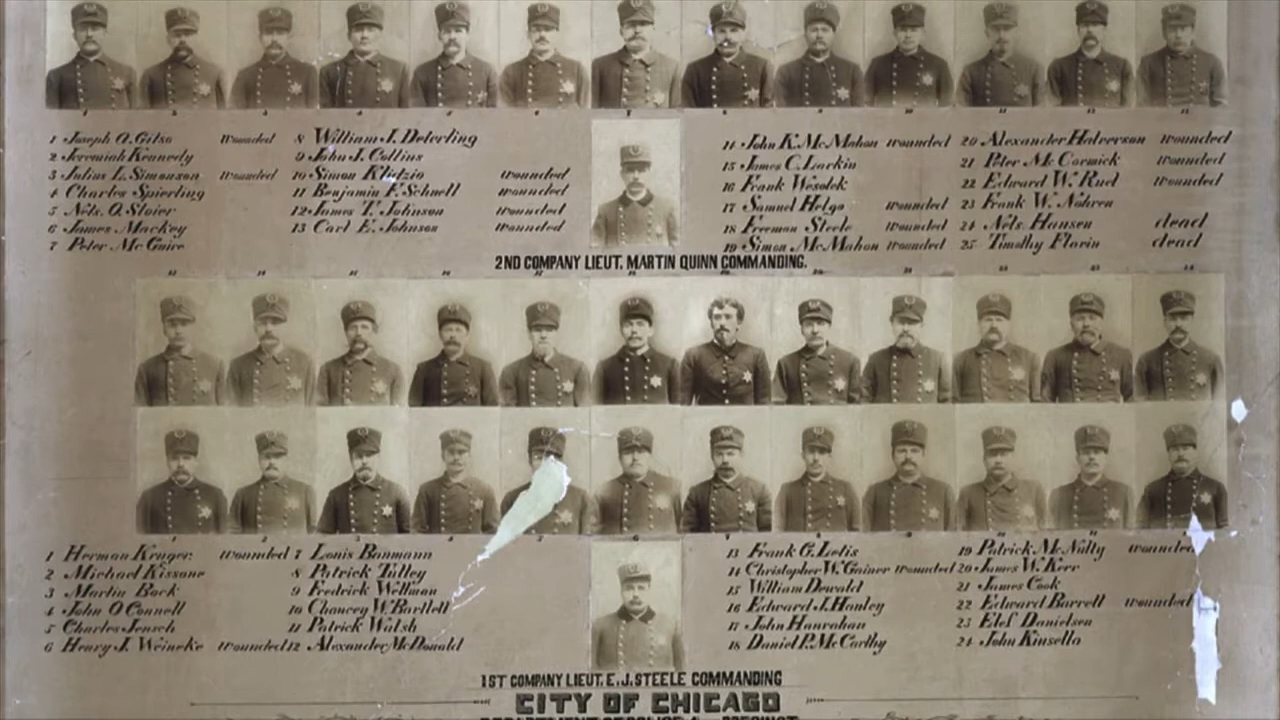 1 Joseph A. Gilso wounded
2 Jeremiah Kennedy
3 Julius L. Simonson wounded
4 Charles Spierling
5 Nels. O. Sloier
6 James Mackey
7 Peter McGuire
8 William J. Deterling
9 John J. Collins
10 Simon Klidzio wounded
11 Benjamin F. Schnell wounded
12 James T. Johnson wounded
13 Carl E. Johnson wounded
14 John K. McMahon wounded
15 James C. Larkin
16 Frank Wesolek
17 Samuel Helgo wounded
18 Freeman Steele wounded
19 Simon McMahon wounded
20 Alexander Halverson wounded
21 Peter McCormick wounded
22 Edward W. Ruel wounded
23 Frank W. Nohren
24 Nels. Hansen dead
25 Timothy Flavin dead
2ND COMPANY LIEUT. MARTIN QUINN COMMANDING.
1 Herman Kruger wounded
2 Michael Kissane
3 Martin Bock
4 John O Connell
5 Charles Jensch
6 Henry J. Weineke wounded
7 Louis Banmann
8 Patrick Tulley
9 Fredrick Wellman
10 Chancey W. Bartlell
11 Patrick Walsh
12 Alexander McDonald
13 Frank G. Letis
14 Christopher W. Gainer wounded
15 William Dewald
16 Edward J. Hanley
17 John Hanrahan
18 Daniel P. McCarthy
19 Patrick McNulty wounded
20 James W. Kerr
21 James Cook
22 Edward Barrett wounded
23 Elef Danielsen
24 John Kinsella
1ST COMPANY LIEUT. E. J. STEELE COMMANDING
CITY OF CHICAGO